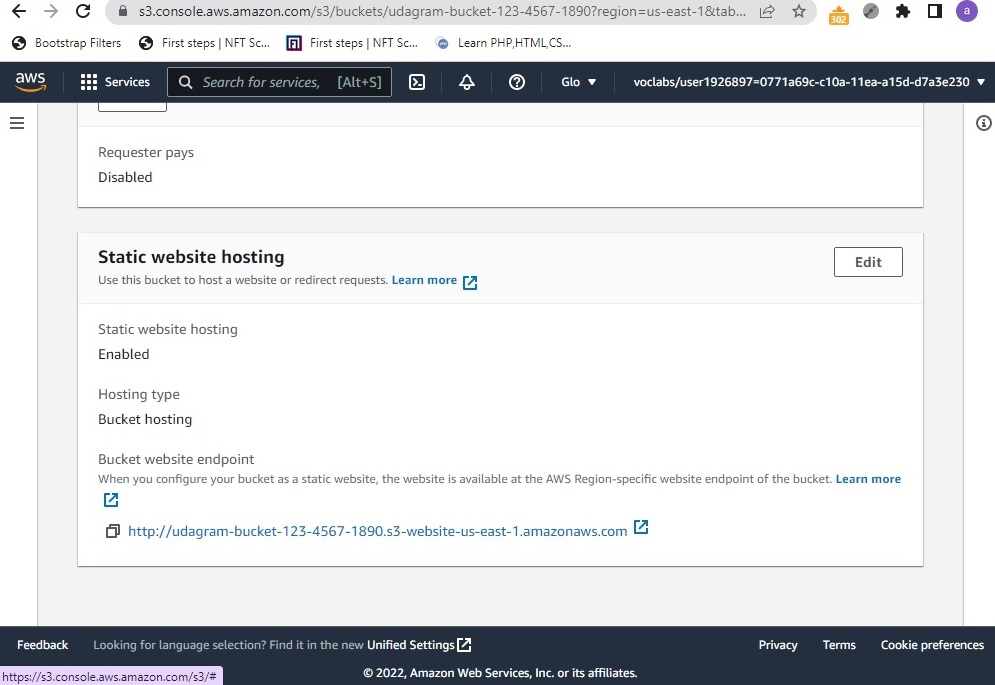 s3.console.aws.amazon.com/s3/buckets/udagram-bucket-123-4567-1890?region=us-east-1&tab...
302
a
Bootstrap Filters
First steps | NFT Sc...
First steps | NFT Sc...
Learn PHP,HTML,CS...
aws
Services
Search for services,
[Alt+S]
Glo ▼
voclabs/user1926897=0771a69c-c10a-11ea-a15d-d7a3e230 ▼
Requester pays
Disabled
Static website hosting
Edit
Use this bucket to host a website or redirect requests. Learn more
Static website hosting
Enabled
Hosting type
Bucket hosting
Bucket website endpoint
When you configure your bucket as a static website, the website is available at the AWS Region-specific website endpoint of the bucket. Learn more
http://udagram-bucket-123-4567-1890.s3-website-us-east-1.amazonaws.com
Feedback
Looking for language selection? Find it in the new Unified Settings
Privacy
Terms
Cookie preferences
https://s3.console.aws.amazon.com/s3/#
© 2022, Amazon Web Services, Inc. or its affiliates.